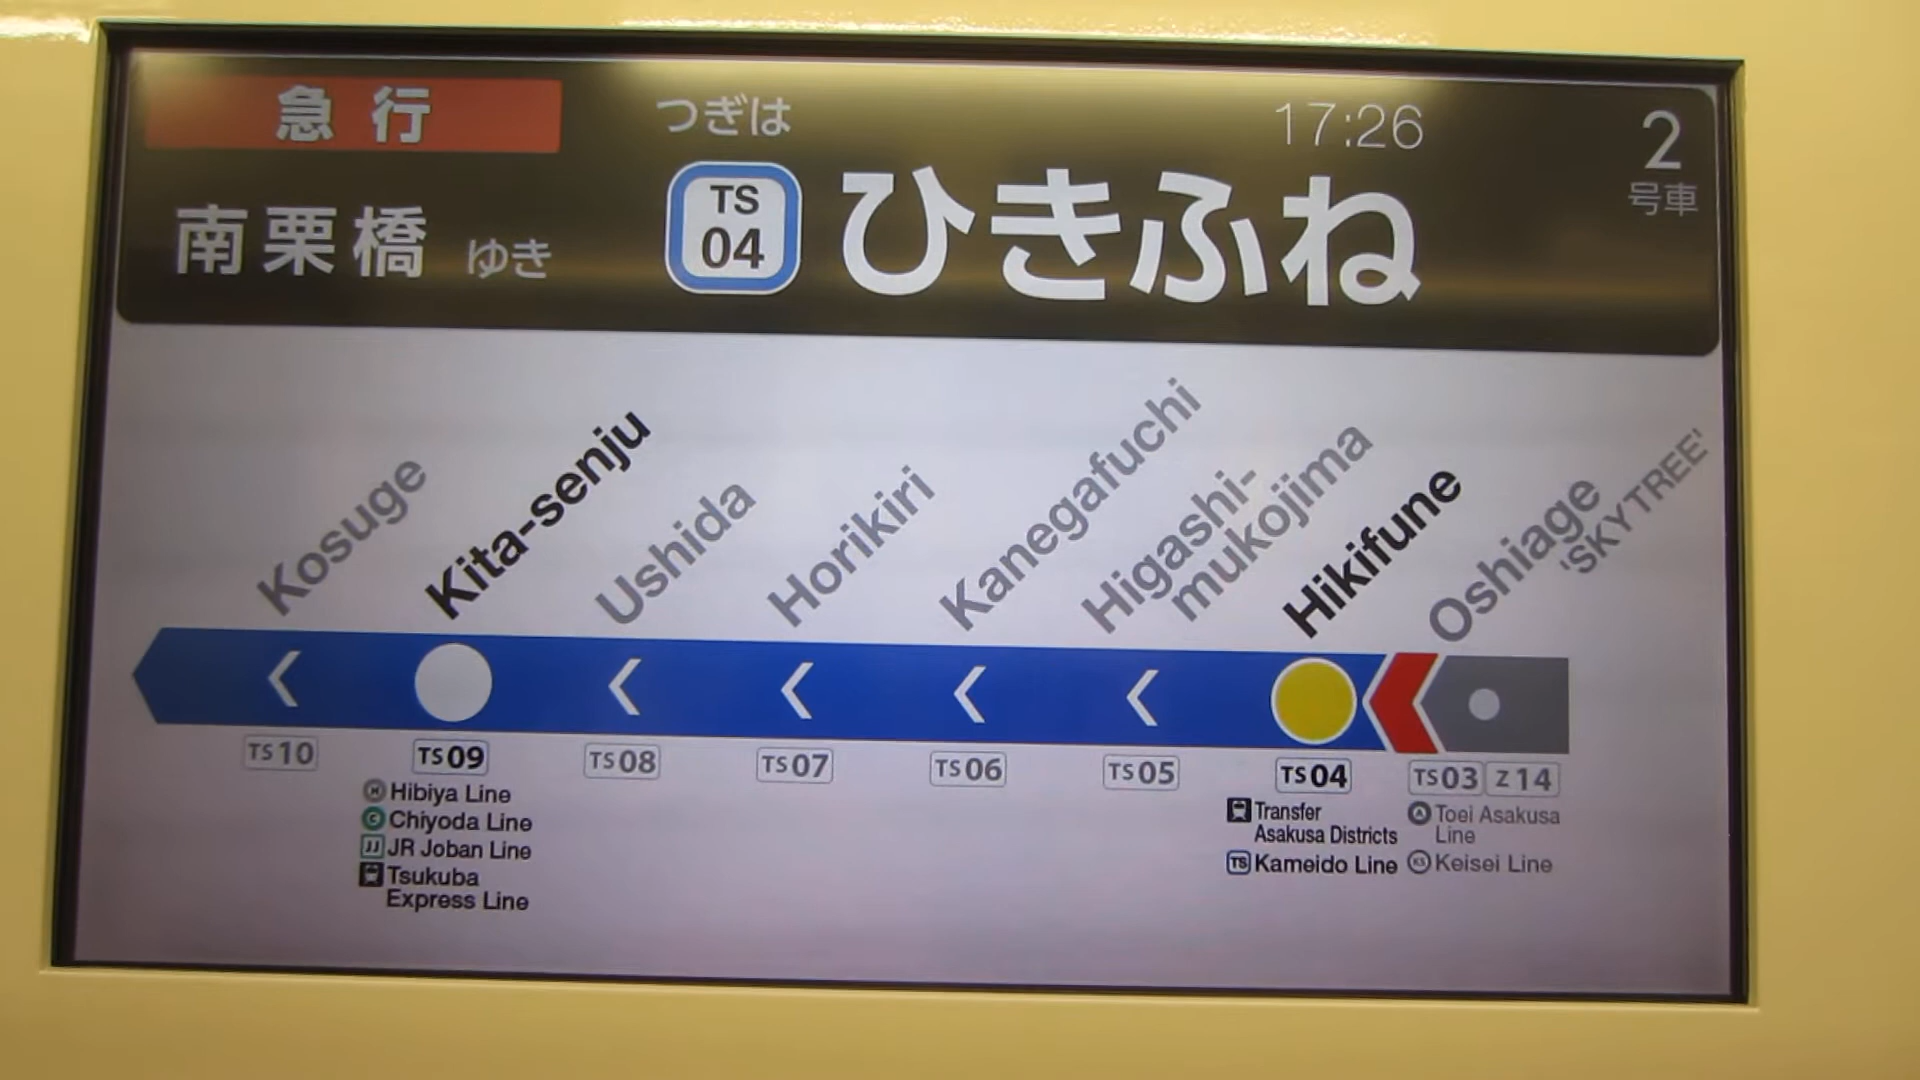 急行
つぎは
17:26
2
号車
南栗橋 ゆき
TS
04
ひきふね
Kosuge
Kita-senju
Ushida
Horikiri
Kanegafuchi
Higashi-
mukojima
Hikifune
Oshiage
'SKYTREE'
TS10
TS09
TS08
TS07
TS06
TS05
TS04
TS03
Z14
H Hibiya Line
C Chiyoda Line
JJ JR Joban Line
Tsukuba
Express Line
Transfer
Asakusa Districts
TS Kameido Line
A Toei Asakusa
Line
KS Keisei Line